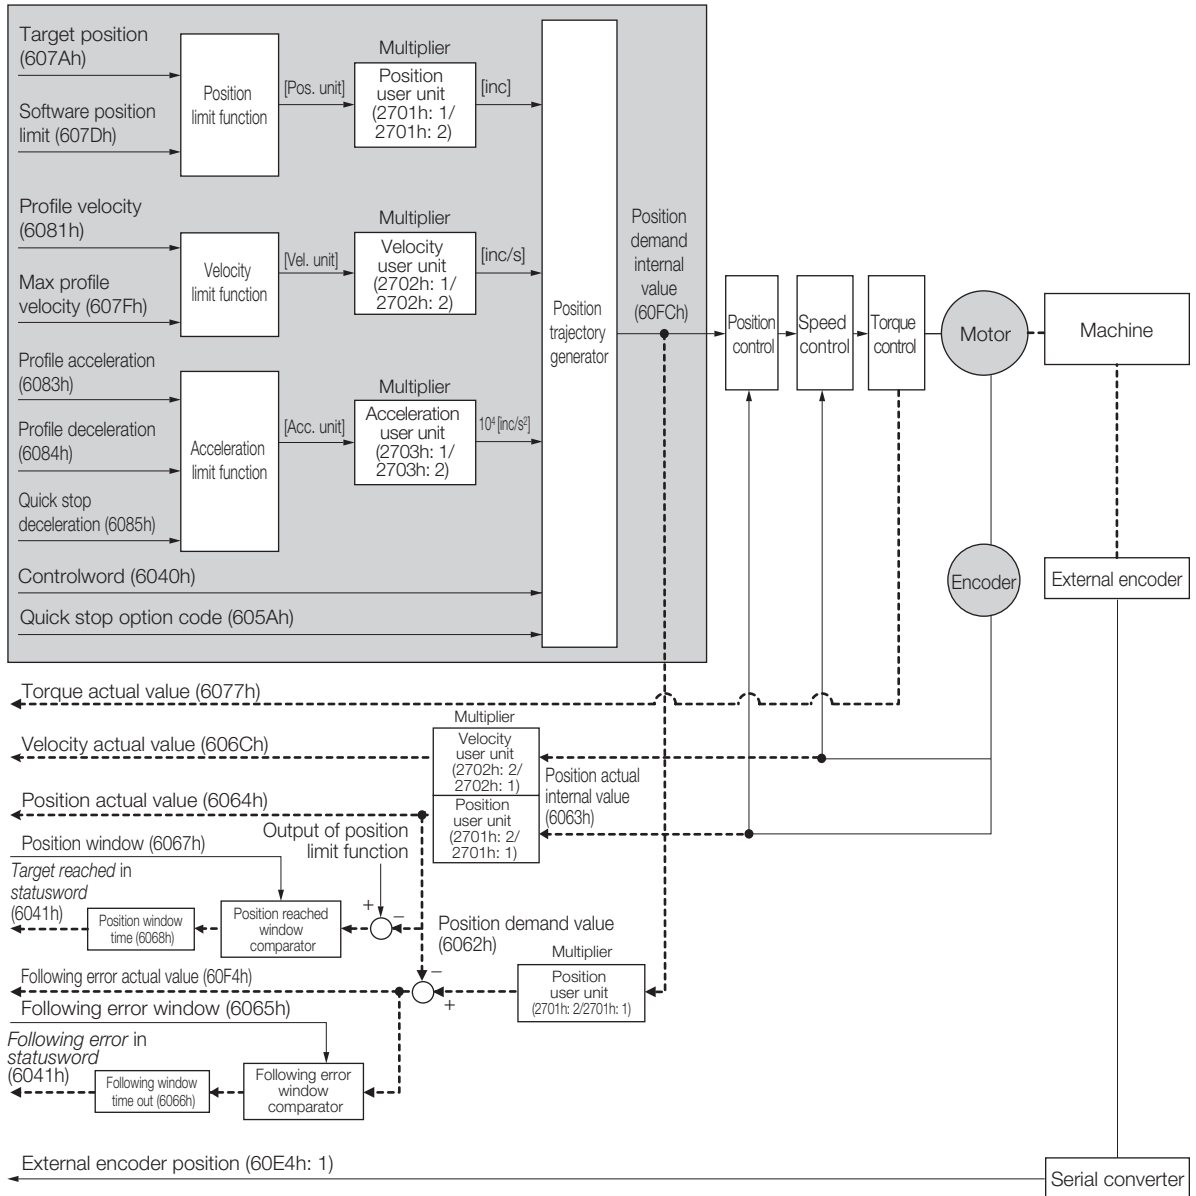 Target position
(607Ah)
Software position
limit (607Dh)
Position
limit function
[Pos. unit]
Multiplier
Position
user unit
(2701h: 1/
2701h: 2)
[inc]
Profile velocity
(6081h)
Max profile
velocity (607Fh)
Velocity
limit function
[Vel. unit]
Multiplier
Velocity
user unit
(2702h: 1/
2702h: 2)
[inc/s]
Profile acceleration
(6083h)
Profile deceleration
(6084h)
Quick stop
deceleration (6085h)
Acceleration
limit function
[Acc. unit]
Multiplier
Acceleration
user unit
(2703h: 1/
2703h: 2)
10⁴ [inc/s²]
Controlword (6040h)
Quick stop option code (605Ah)
Position
trajectory
generator
Position
demand
internal
value
(60FCh)
Position
control
Speed
control
Torque
control
Motor
Machine
Encoder
External encoder
Torque actual value (6077h)
Velocity actual value (606Ch)
Multiplier
Velocity
user unit
(2702h: 2/
2702h: 1)
Position actual
internal value
(6063h)
Position actual value (6064h)
Position
user unit
(2701h: 2/
2701h: 1)
Position window (6067h)
Output of position
limit function
Target reached in
statusword
(6041h)
Position window
time (6068h)
Position reached
window
comparator
+
−
Position demand value
(6062h)
Multiplier
Position
user unit
(2701h: 2/2701h: 1)
Following error actual value (60F4h)
−
+
Following error window (6065h)
Following error in
statusword
(6041h)
Following window
time out (6066h)
Following error
window
comparator
External encoder position (60E4h: 1)
Serial converter